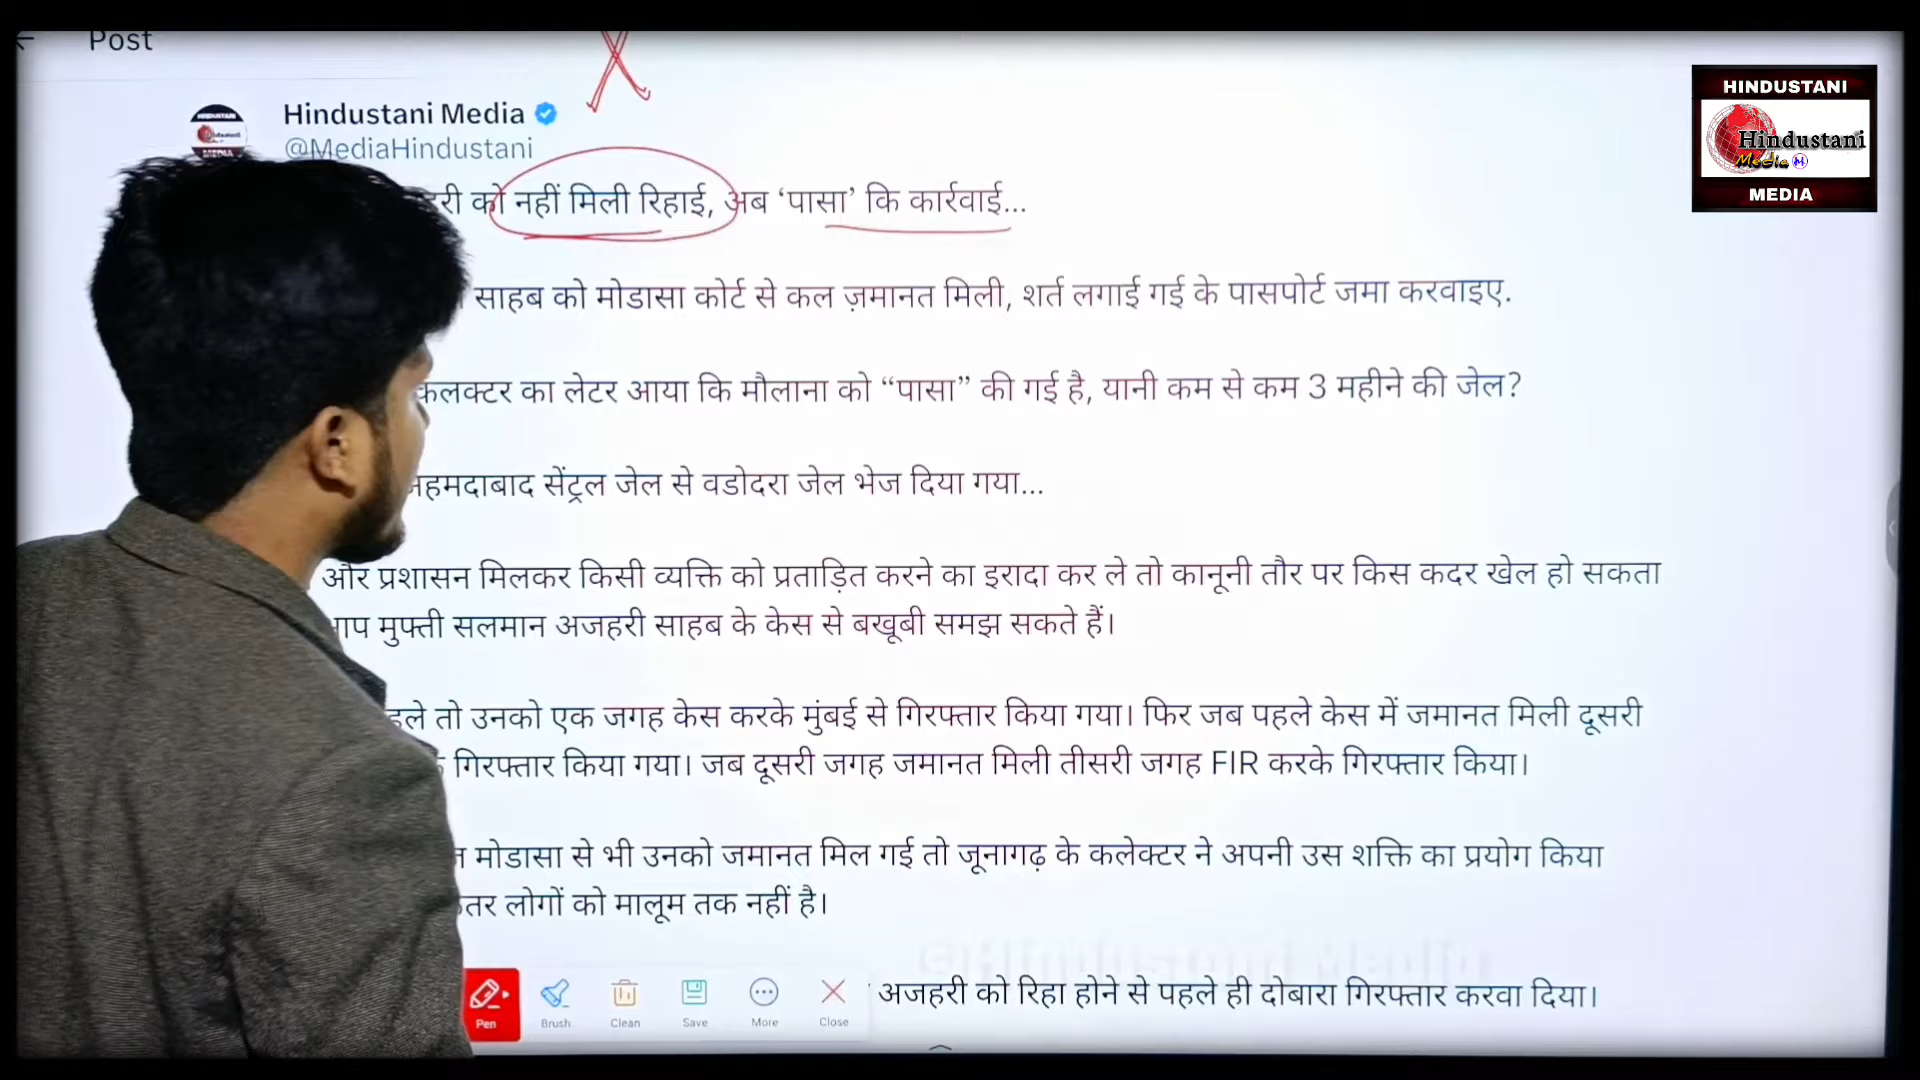 Post
Hindustani Media
@MediaHindustani
को नहीं मिली रिहाई, अब ‘पासा’ कि कार्रवाई...
साहब को मोडासा कोर्ट से कल ज़मानत मिली, शर्त लगाई गई के पासपोर्ट जमा करवाइए.
कलक्टर का लेटर आया कि मौलाना को “पासा” की गई है, यानी कम से कम 3 महीने की जेल?
सेंट्रल जेल से वडोदरा जेल भेज दिया गया...
और प्रशासन मिलकर किसी व्यक्ति को प्रताड़ित करने का इरादा कर ले तो कानूनी तौर पर किस कदर खेल हो सकता
मुफ्ती सलमान अजहरी साहब के केस से बखूबी समझ सकते हैं।
तो उनको एक जगह केस करके मुंबई से गिरफ्तार किया गया। फिर जब पहले केस में जमानत मिली दूसरी
गिरफ्तार किया गया। जब दूसरी जगह जमानत मिली तीसरी जगह FIR करके गिरफ्तार किया।
मोडासा से भी उनको जमानत मिल गई तो जूनागढ़ के कलेक्टर ने अपनी उस शक्ति का प्रयोग किया
लोगों को मालूम तक नहीं है।
अजहरी को रिहा होने से पहले ही दोबारा गिरफ्तार करवा दिया।
Pen Brush Clean Save More Close
HINDUSTANI
Hindustani
Media M
MEDIA